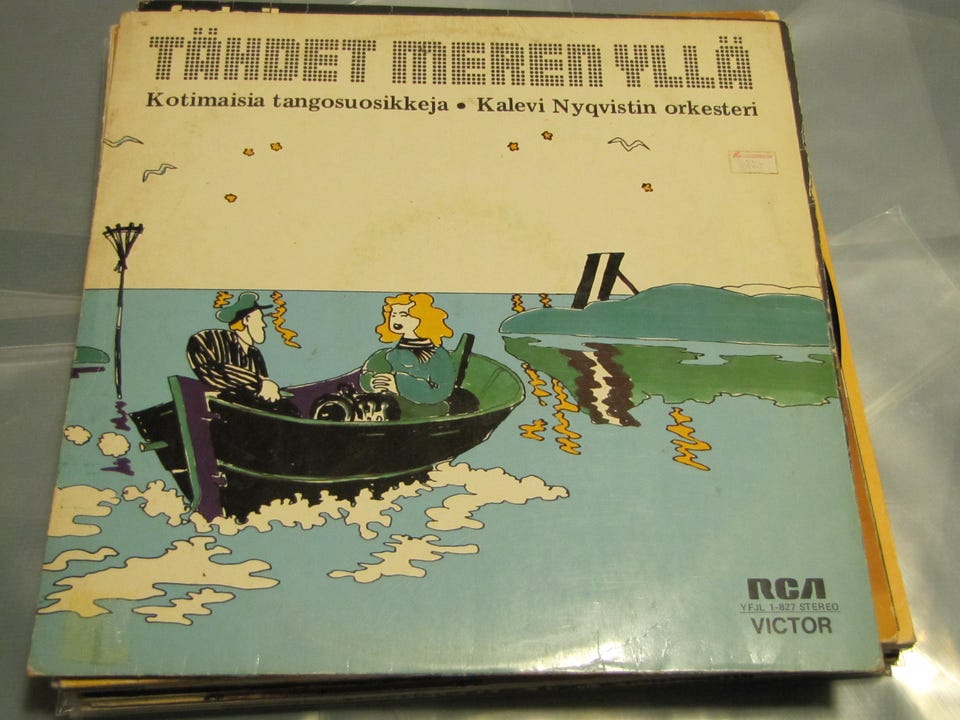 TÄHDET MEREN YLLÄ
Kotimaisia tangosuosikkeja • Kalevi Nyqvistin orkesteri
RCA
YFJL 1-827 STEREO
VICTOR